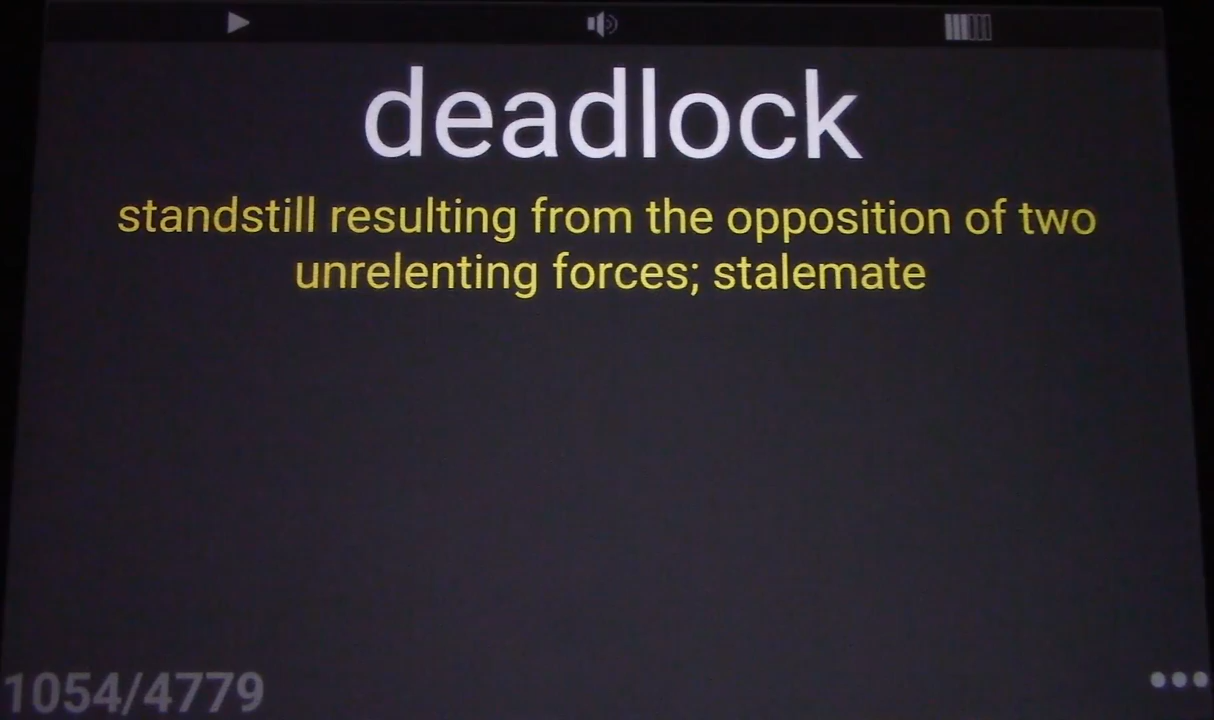 deadlock
standstill resulting from the opposition of two
unrelenting forces; stalemate
1054/4779